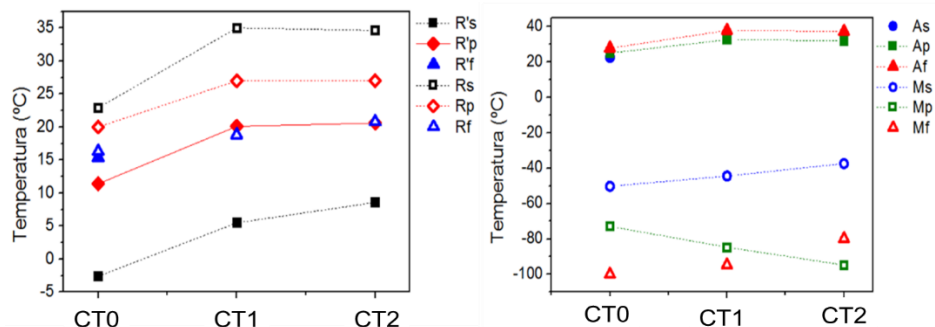 Temperatura (ºC)
35
30
25
20
15
10
5
0
-5
CT0 CT1 CT2
R's
R'p
R'f
Rs
Rp
Rf
Temperatura (ºC)
40
20
0
-20
-40
-60
-80
-100
CT0 CT1 CT2
As
Ap
Af
Ms
Mp
Mf